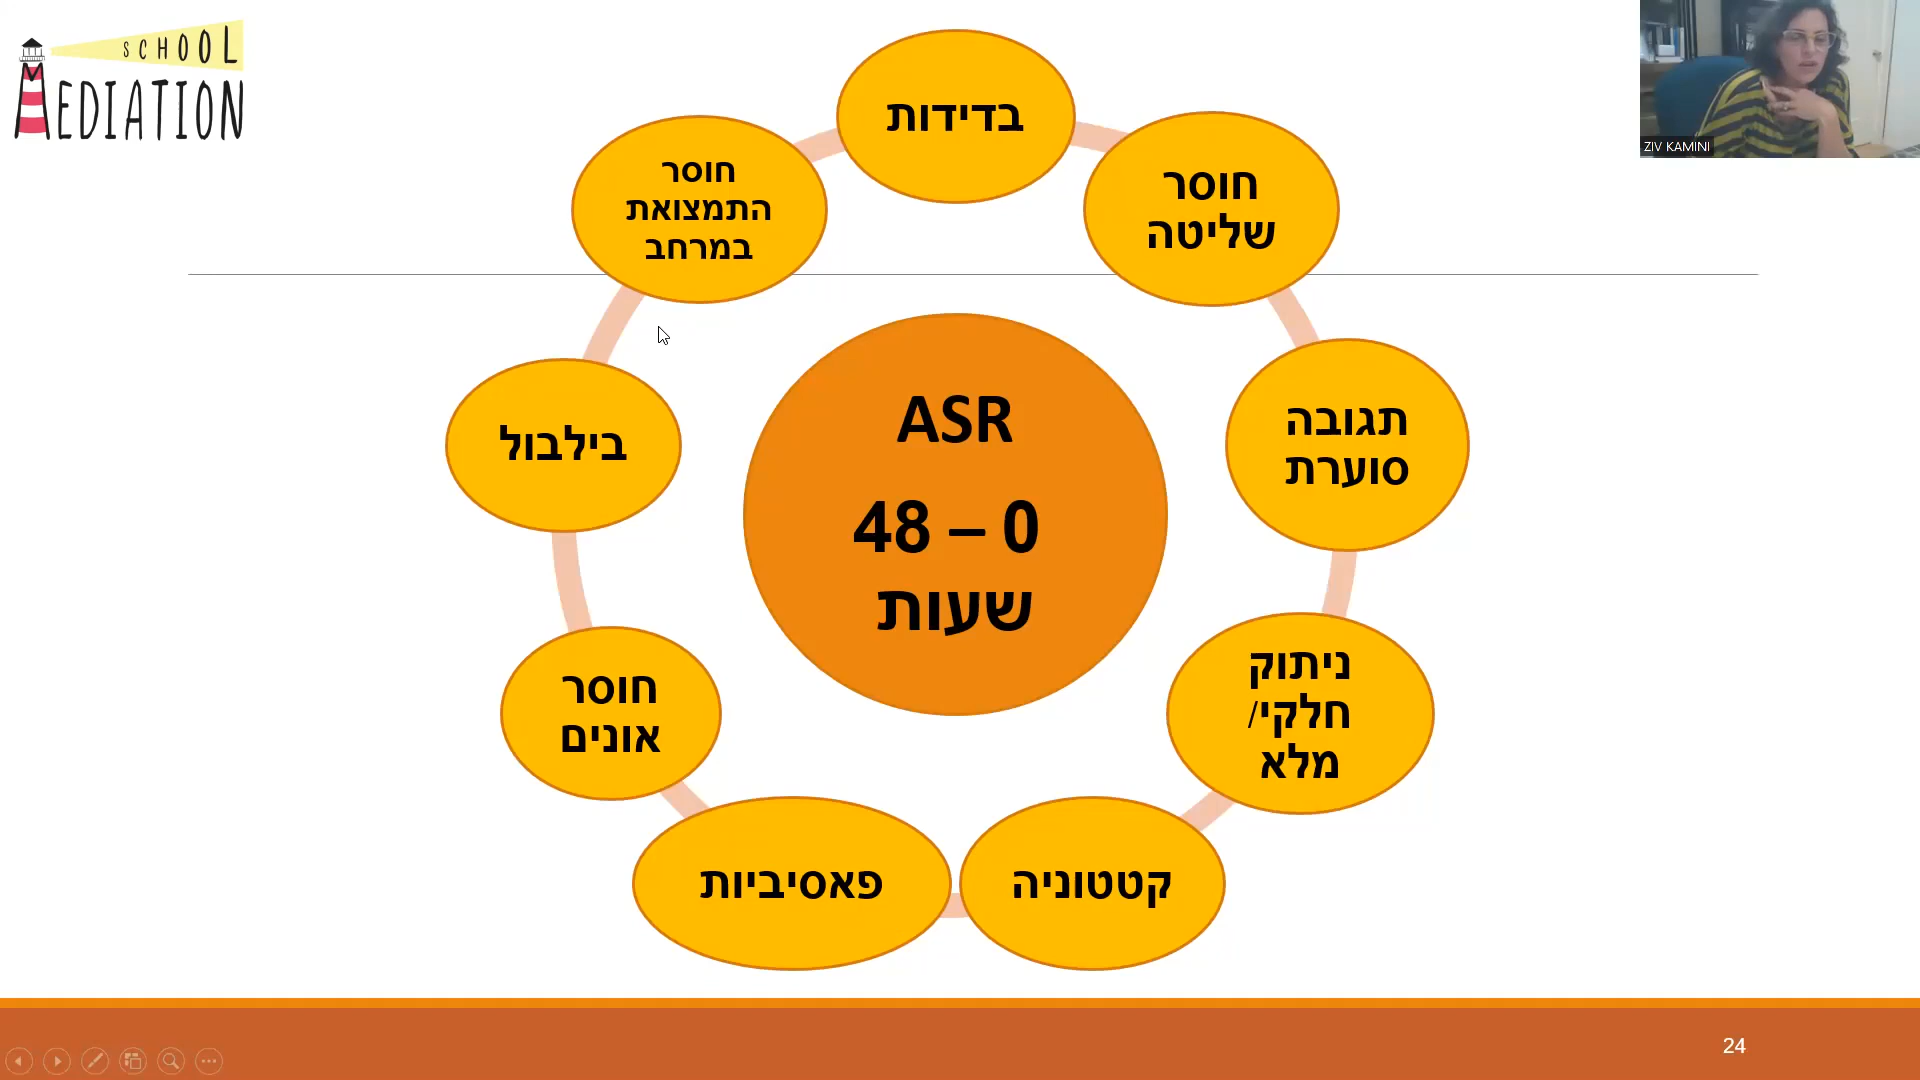 SCHOOL
MEDIATION
ZIV KAMINI
בדידות
חוסר
שליטה
תגובה
סוערת
ניתוק
חלקי/
מלא
קטטוניה
פאסיביות
חוסר
אונים
בילבול
חוסר
התמצואת
במרחב
ASR
0 – 48
שעות
24